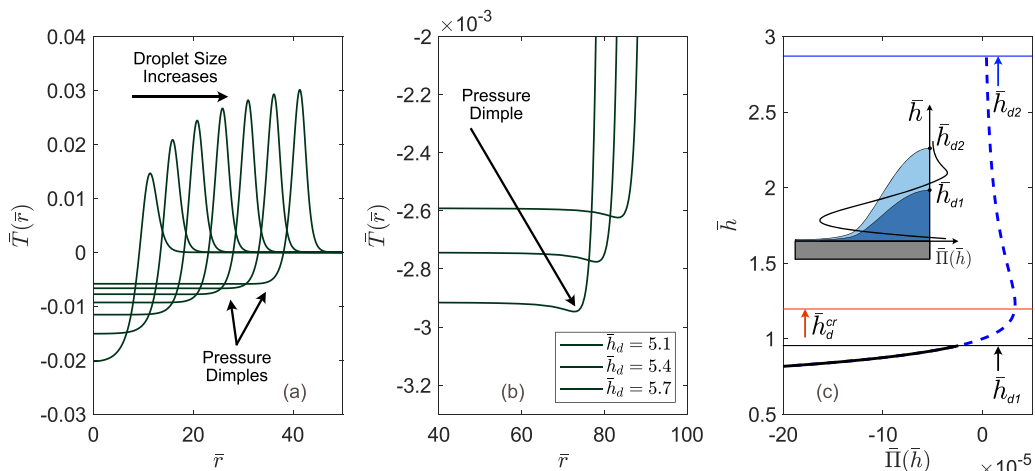 0.04
0.03
0.02
0.01
0
-0.01
-0.02
-0.03
T̄(r̄)
Droplet Size
Increases
Pressure
Dimples
(a)
0
20
40
r̄
×10⁻³
-2
-2.2
-2.4
-2.6
-2.8
-3
-3.2
T̄(r̄)
Pressure
Dimple
(b)
h̄d = 5.1
h̄d = 5.4
h̄d = 5.7
40
60
80
100
r̄
3
2.5
2
1.5
1
0.5
h̄
h̄d2
h̄
h̄d2
h̄d1
Π̄(h̄)
h̄d^cr
h̄d1
(c)
-20
-10
0
Π̄(h̄)
×10⁻⁵